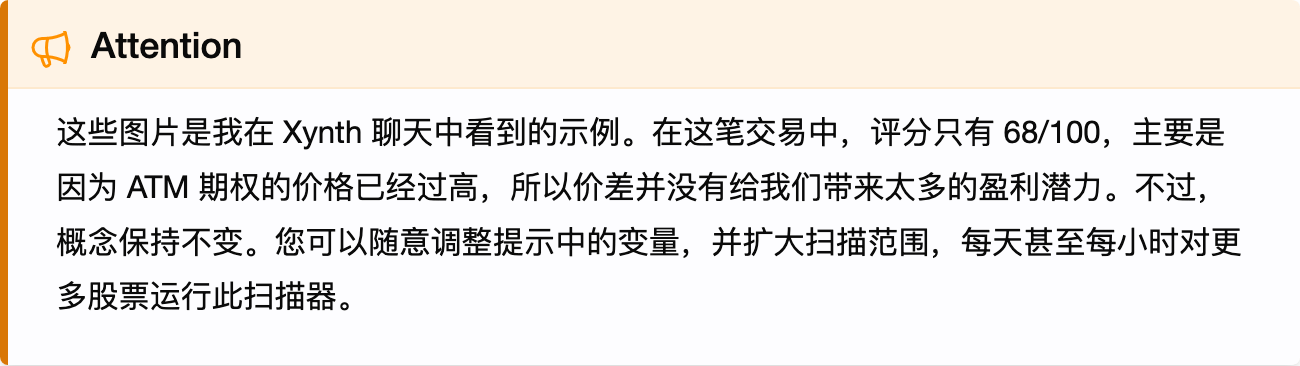 Attention
这些图片是我在 Xynth 聊天中看到的示例。在这笔交易中，评分只有 68/100，主要是
因为 ATM 期权的价格已经过高，所以价差并没有给我们带来太多的盈利潜力。不过，
概念保持不变。您可以随意调整提示中的变量，并扩大扫描范围，每天甚至每小时对更
多股票运行此扫描器。